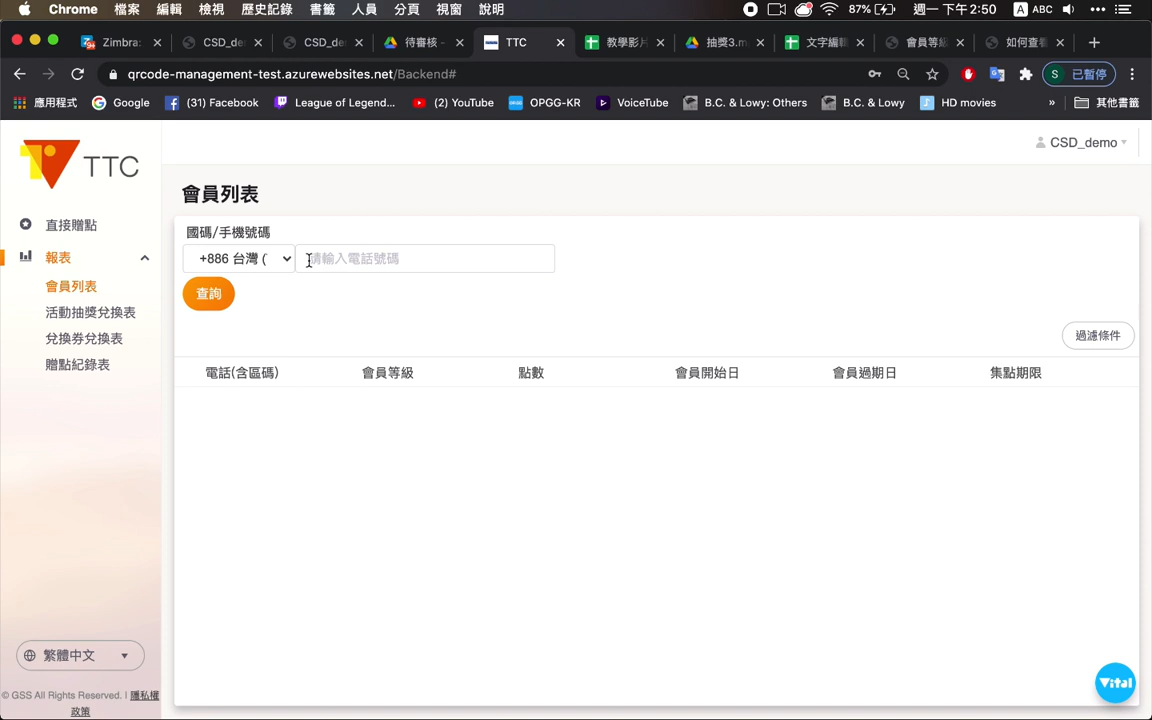 Chrome 檔案 編輯 檢視 歷史記錄 書籤 人員 分頁 視窗 說明 87% 週一 下午2:50 A ABC
Zimbra: CSD_de CSD_de 待審核 - TTC 教學影片 抽獎3.m 文字編輯 會員等級 如何查看
qrcode-management-test.azurewebsites.net/Backend# S 已暫停
應用程式 Google (31) Facebook League of Legend... (2) YouTube OPGG-KR VoiceTube B.C. & Lowy: Others B.C. & Lowy HD movies » 其他書籤
TTC
CSD_demo
直接贈點
報表
會員列表
活動抽獎兌換表
兌換券兌換表
贈點紀錄表
會員列表
國碼/手機號碼
+886 台灣 ( 請輸入電話號碼
查詢
過濾條件
電話(含區碼) 會員等級 點數 會員開始日 會員過期日 集點期限
繁體中文
© GSS All Rights Reserved. | 隱私權
政策
Vital